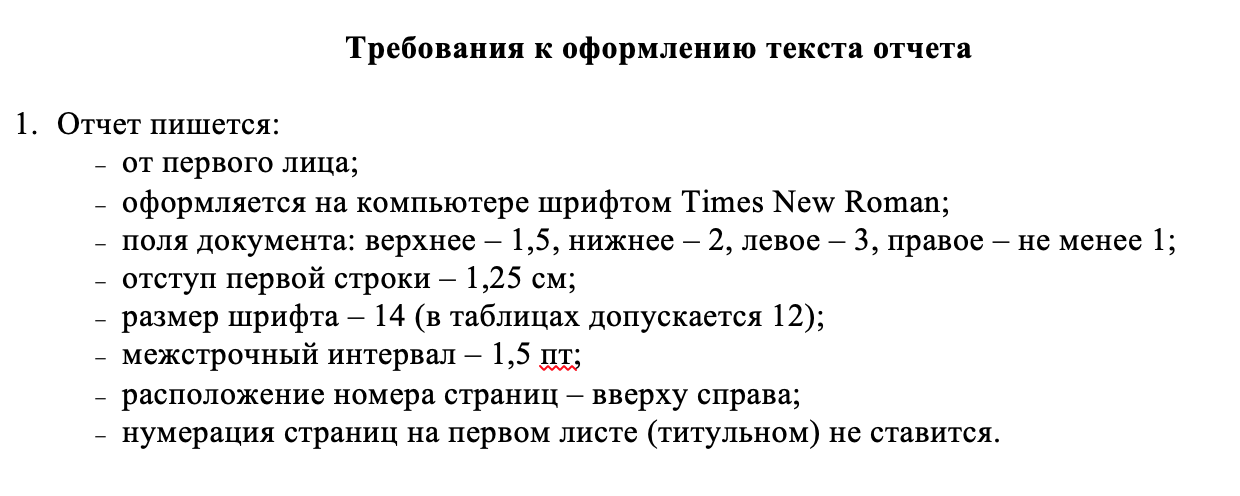 Требования к оформлению текста отчета
1. Отчет пишется:
– от первого лица;
– оформляется на компьютере шрифтом Times New Roman;
– поля документа: верхнее – 1,5, нижнее – 2, левое – 3, правое – не менее 1;
– отступ первой строки – 1,25 см;
– размер шрифта – 14 (в таблицах допускается 12);
– межстрочный интервал – 1,5 пт;
– расположение номера страниц – вверху справа;
– нумерация страниц на первом листе (титульном) не ставится.